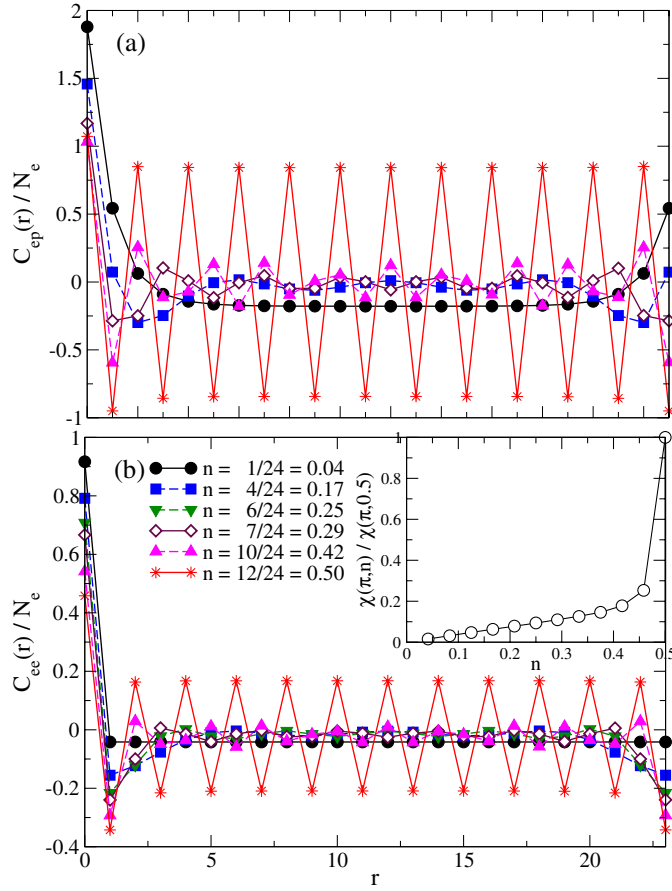 2
1.5
1
0.5
0
-0.5
-1
C_ep(r) / N_e
(a)
1
0.8
0.6
0.4
0.2
0
-0.2
-0.4
C_ee(r) / N_e
(b)
n = 1/24 = 0.04
n = 4/24 = 0.17
n = 6/24 = 0.25
n = 7/24 = 0.29
n = 10/24 = 0.42
n = 12/24 = 0.50
1
0.8
0.6
0.4
0.2
0
χ(π,n) / χ(π,0.5)
0 0.1 0.2 0.3 0.4 0.5
n
0 5 10 15 20
r